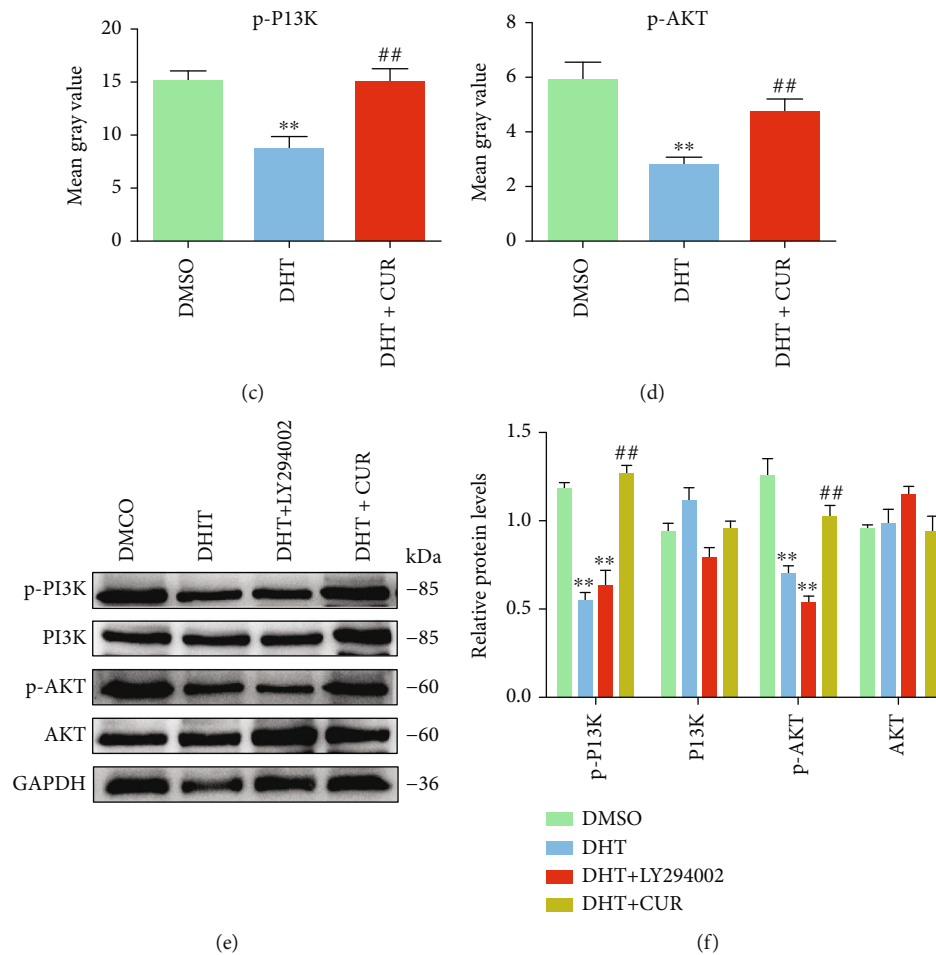 p-P13K
20
15
10
5
0
Mean gray value
**
##
DMSO
DHT
DHT + CUR
(c)
p-AKT
8
6
4
2
0
Mean gray value
**
##
DMSO
DHT
DHT + CUR
(d)
DMCO
DHIT
DHT+LY294002
DHT + CUR
kDa
p-PI3K
–85
PI3K
–85
p-AKT
–60
AKT
–60
GAPDH
–36
(e)
1.5
1.0
0.5
0.0
Relative protein levels
**
**
##
**
**
##
p-P13K
P13K
p-AKT
AKT
DMSO
DHT
DHT+LY294002
DHT+CUR
(f)